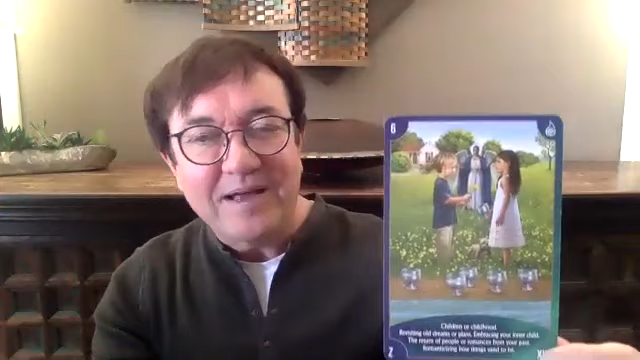 6
Children or childhood.
Revisiting old dreams or plans. Embracing your inner child.
The return of people or romances from your past.
Romanticizing how things used to be.
Z